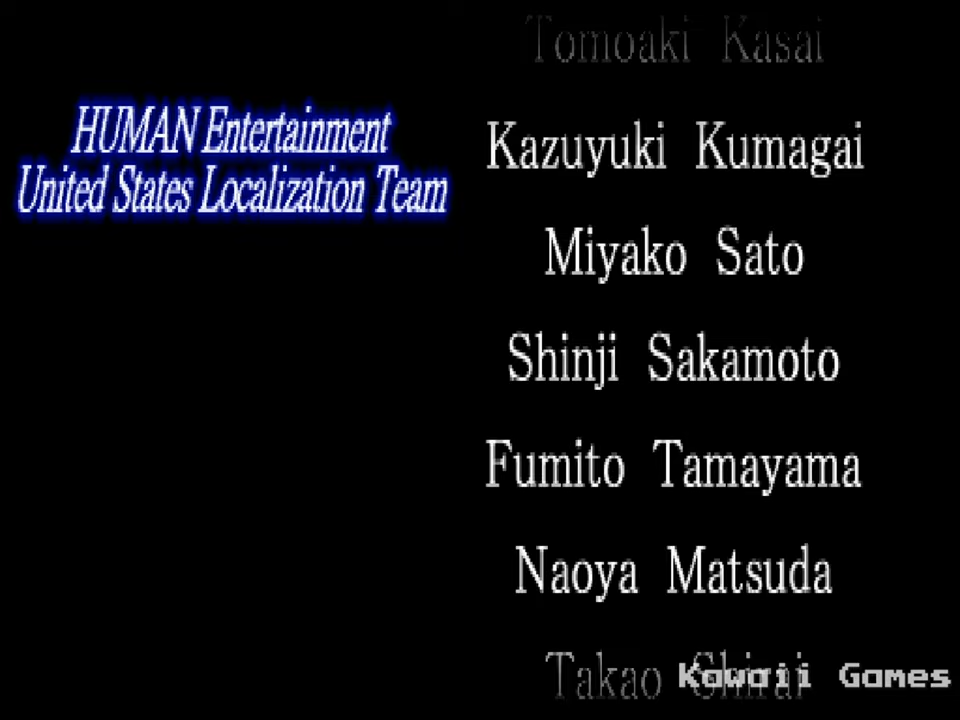 HUMAN Entertainment
United States Localization Team
Tomoaki Kasai
Kazuyuki Kumagai
Miyako Sato
Shinji Sakamoto
Fumito Tamayama
Naoya Matsuda
Takao Shirai
Kawaii Games